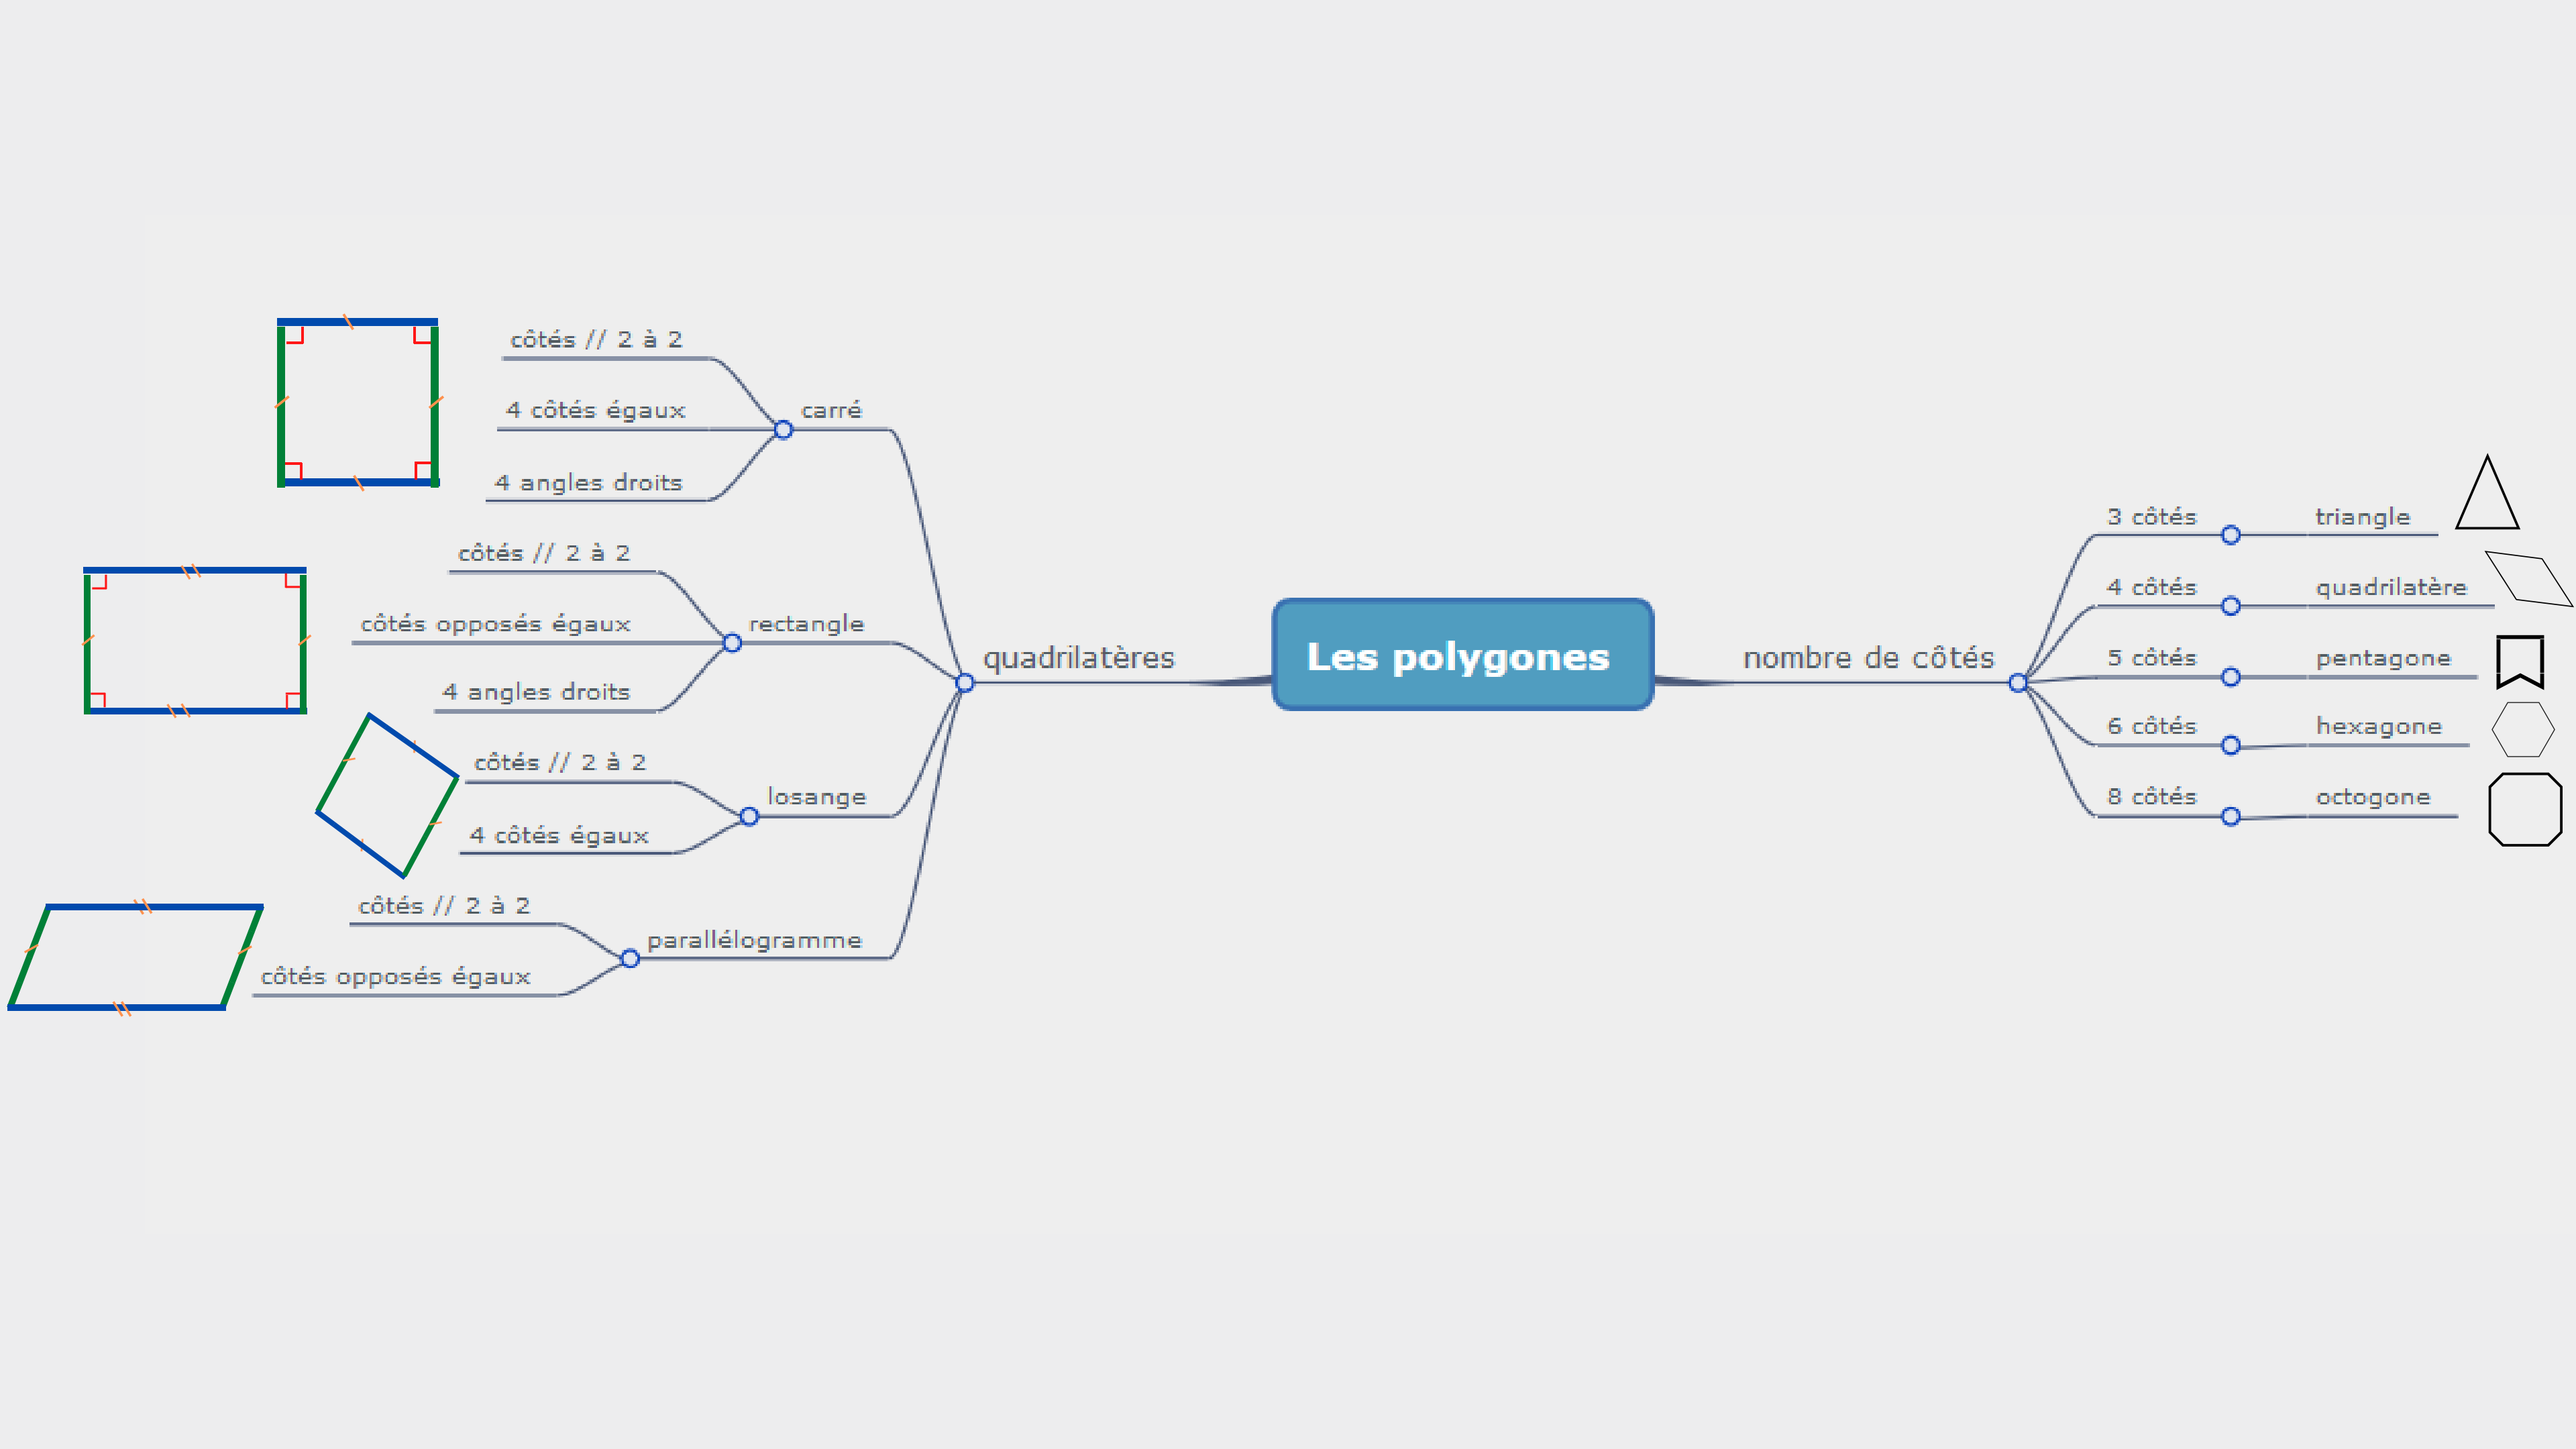 côtés // 2 à 2
4 côtés égaux
carré
4 angles droits
côtés // 2 à 2
côtés opposés égaux
rectangle
4 angles droits
côtés // 2 à 2
losange
4 côtés égaux
côtés // 2 à 2
parallélogramme
côtés opposés égaux
quadrilatères
Les polygones
nombre de côtés
3 côtés triangle
4 côtés quadrilatère
5 côtés pentagone
6 côtés hexagone
8 côtés octogone